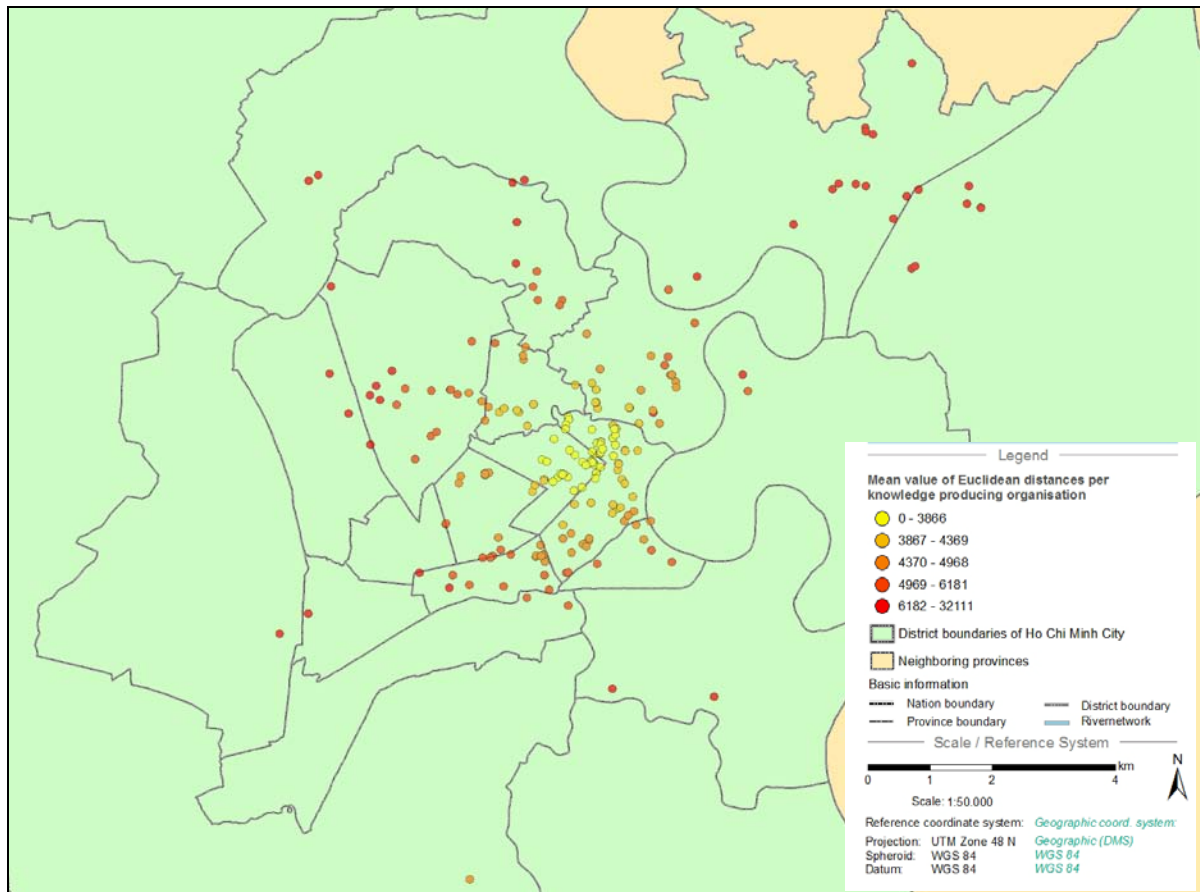 Legend
Mean value of Euclidean distances per
knowledge producing organisation
0 - 3866
3867 - 4369
4370 - 4968
4969 - 6181
6182 - 32111
District boundaries of Ho Chi Minh City
Neighboring provinces
Basic information
Nation boundary
District boundary
Province boundary
Rivernetwork
Scale / Reference System
km
N
0 1 2 4
Scale: 1:50.000
Reference coordinate system: Geographic coord. system:
Projection: UTM Zone 48 N Geographic (DMS)
Spheroid: WGS 84 WGS 84
Datum: WGS 84 WGS 84